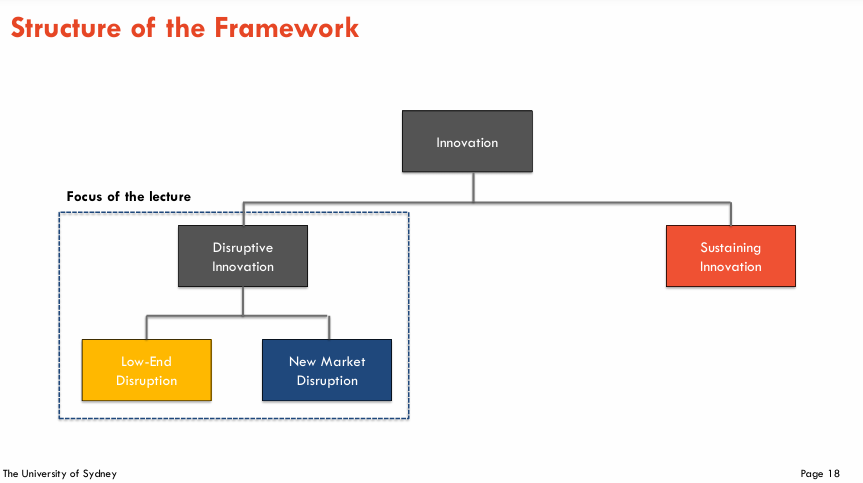 Structure of the Framework
Innovation
Focus of the lecture
Disruptive
Innovation
Sustaining
Innovation
Low-End
Disruption
New Market
Disruption
The University of Sydney
Page 18